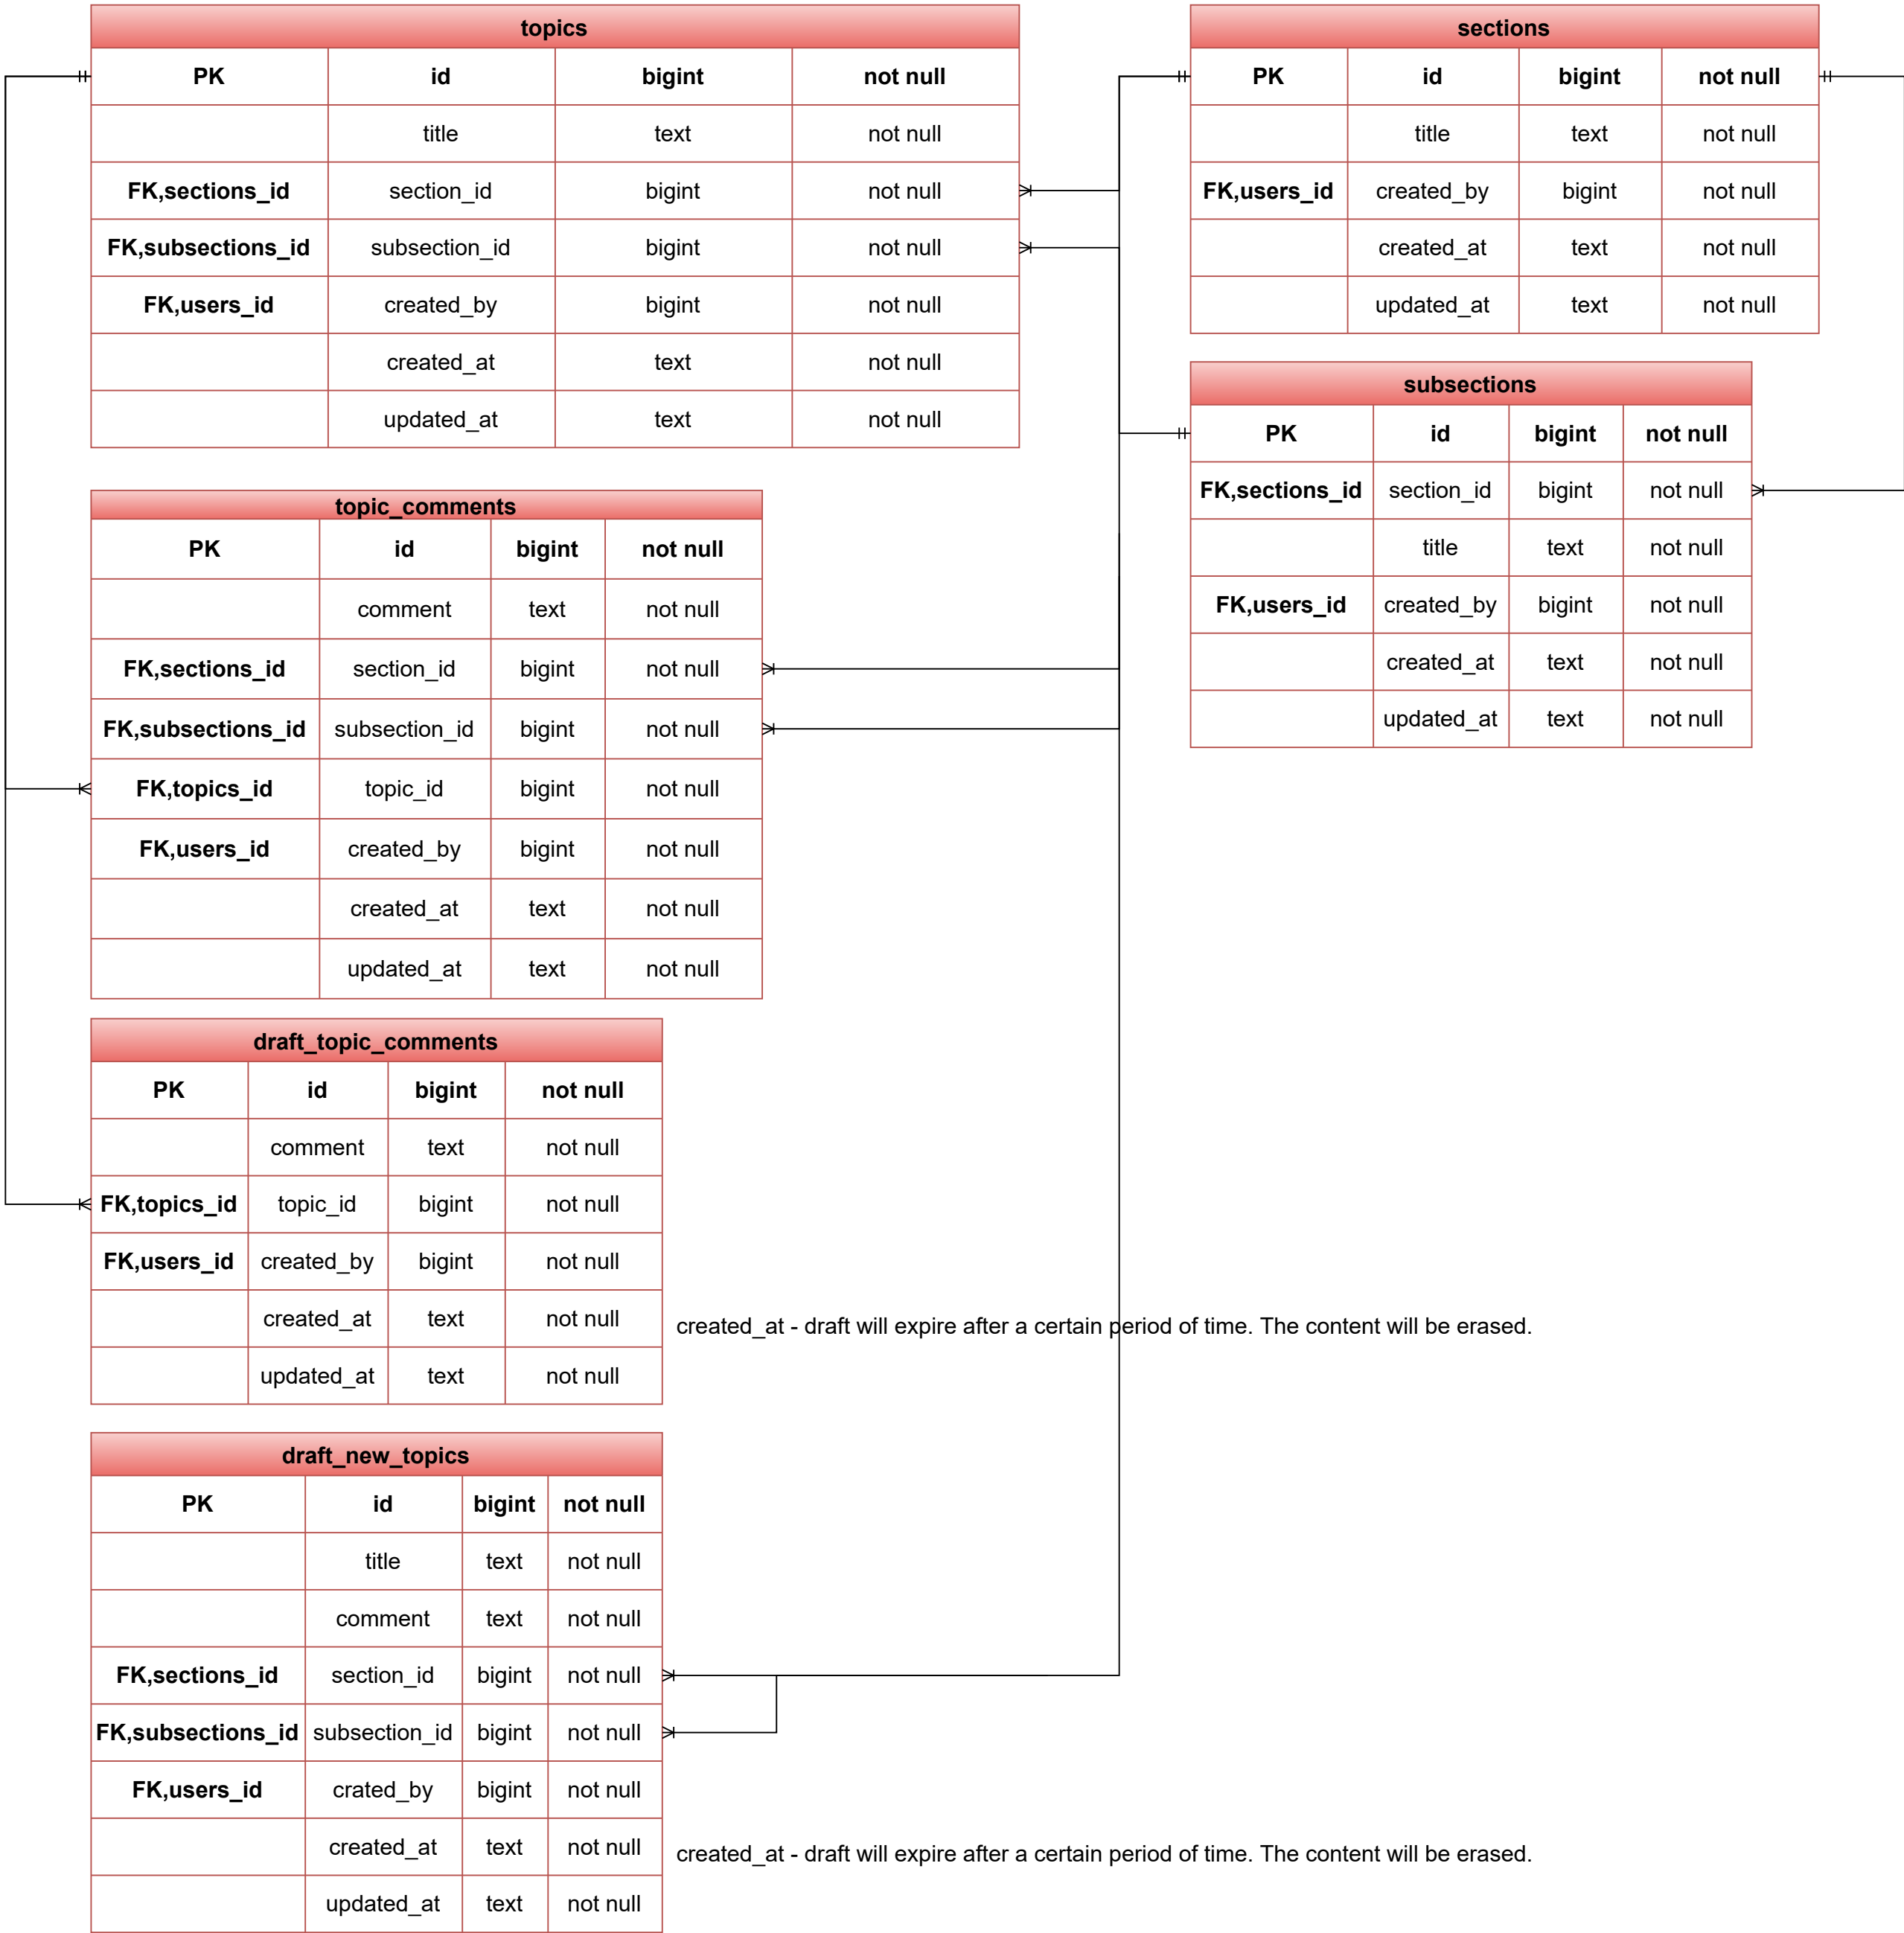 topics
PK id bigint not null
title text not null
FK,sections_id section_id bigint not null
FK,subsections_id subsection_id bigint not null
FK,users_id created_by bigint not null
created_at text not null
updated_at text not null
sections
PK id bigint not null
title text not null
FK,users_id created_by bigint not null
created_at text not null
updated_at text not null
subsections
PK id bigint not null
FK,sections_id section_id bigint not null
title text not null
FK,users_id created_by bigint not null
created_at text not null
updated_at text not null
topic_comments
PK id bigint not null
comment text not null
FK,sections_id section_id bigint not null
FK,subsections_id subsection_id bigint not null
FK,topics_id topic_id bigint not null
FK,users_id created_by bigint not null
created_at text not null
updated_at text not null
draft_topic_comments
PK id bigint not null
comment text not null
FK,topics_id topic_id bigint not null
FK,users_id created_by bigint not null
created_at text not null
created_at - draft will expire after a certain period of time. The content will be erased.
updated_at text not null
draft_new_topics
PK id bigint not null
title text not null
comment text not null
FK,sections_id section_id bigint not null
FK,subsections_id subsection_id bigint not null
FK,users_id crated_by bigint not null
created_at text not null
created_at - draft will expire after a certain period of time. The content will be erased.
updated_at text not null